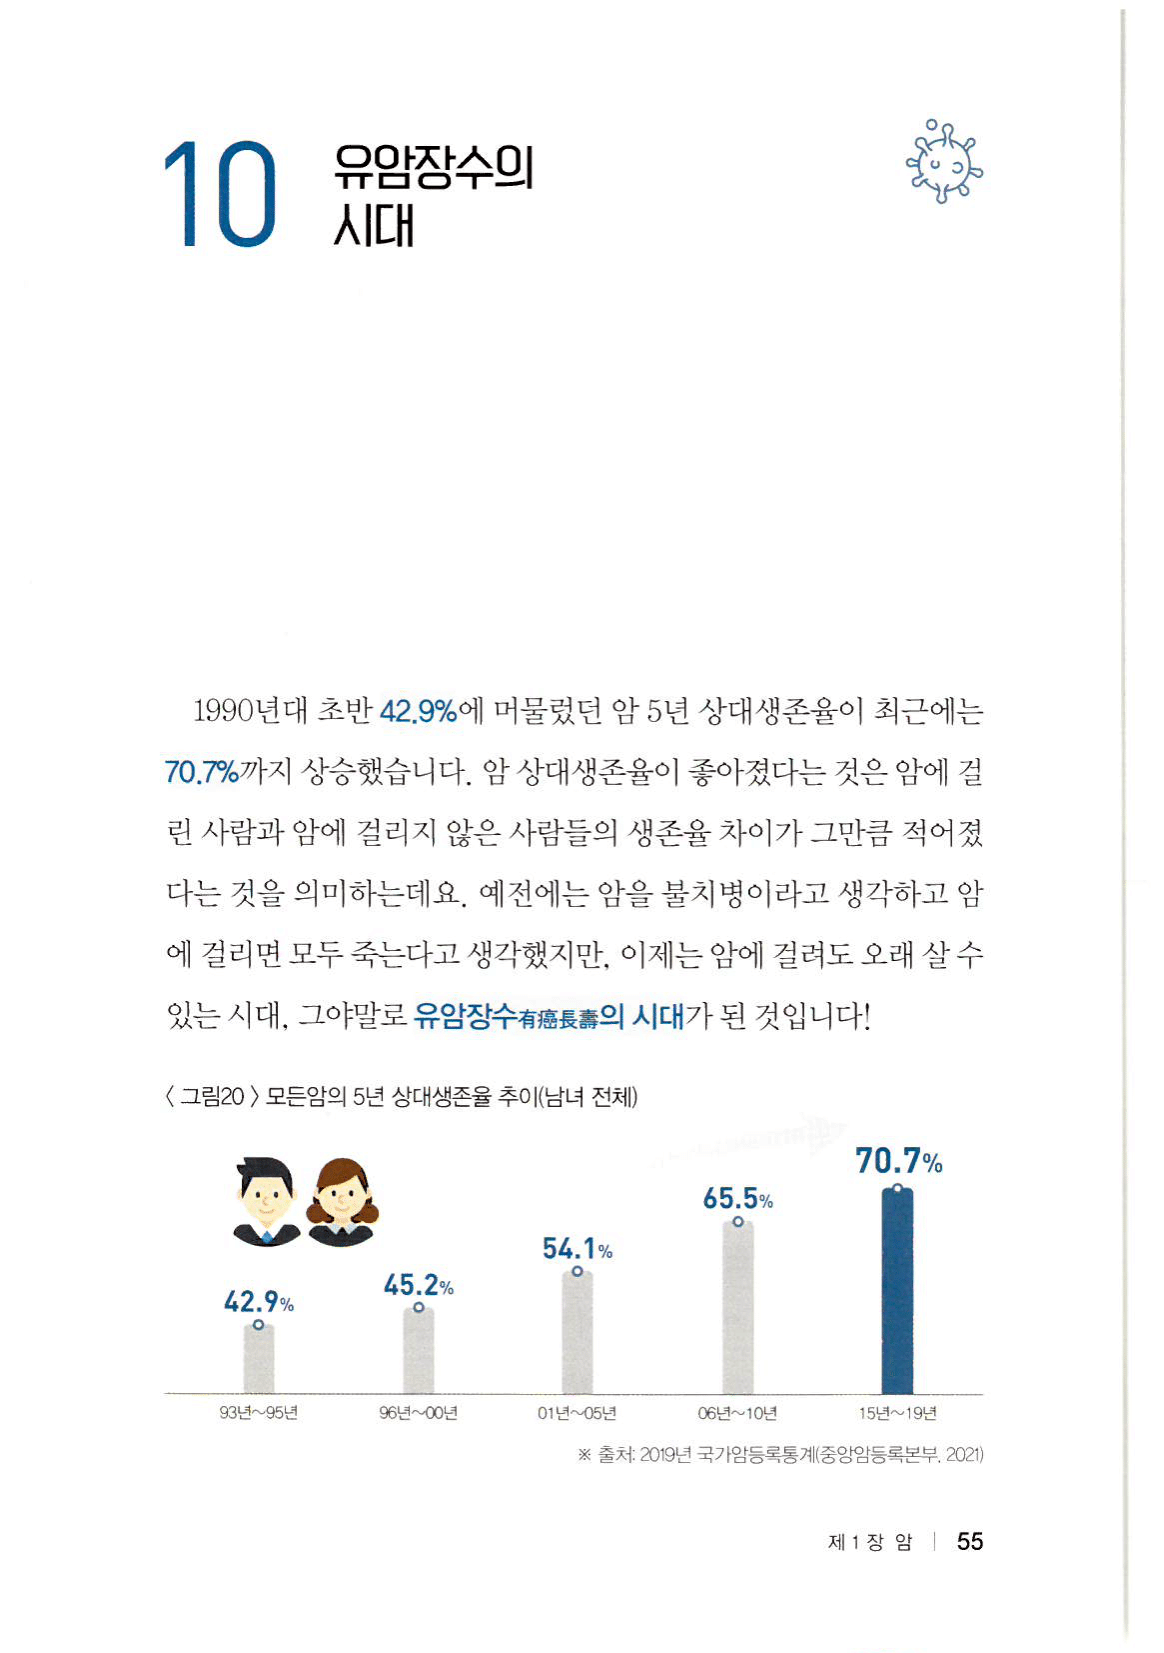 10
유암장수의
시대
1990년대 초반 42.9%에 머물렀던 암 5년 상대생존율이 최근에는
70.7%까지 상승했습니다. 암 상대생존율이 좋아졌다는 것은 암에 걸
린 사람과 암에 걸리지 않은 사람들의 생존율 차이가 그만큼 적어졌
다는 것을 의미하는데요. 예전에는 암을 불치병이라고 생각하고 암
에 걸리면 모두 죽는다고 생각했지만, 이제는 암에 걸려도 오래 살 수
있는 시대, 그야말로 유암장수有癌長壽의 시대가 된 것입니다!
〈 그림20 〉 모든암의 5년 상대생존율 추이(남녀 전체)
42.9%
45.2%
54.1%
65.5%
70.7%
93년~95년
96년~00년
01년~05년
06년~10년
15년~19년
※ 출처: 2019년 국가암등록통계(중앙암등록본부, 2021)
제1장 암 | 55